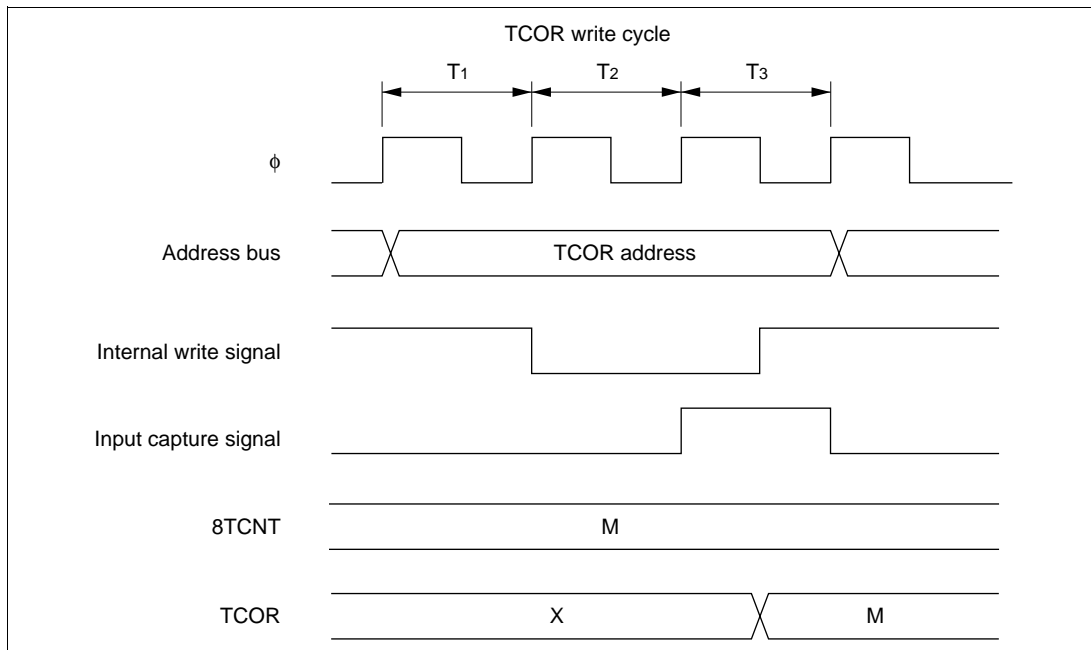 TCOR write cycle
T1 T2 T3
ϕ
Address bus TCOR address
Internal write signal
Input capture signal
8TCNT M
TCOR X M